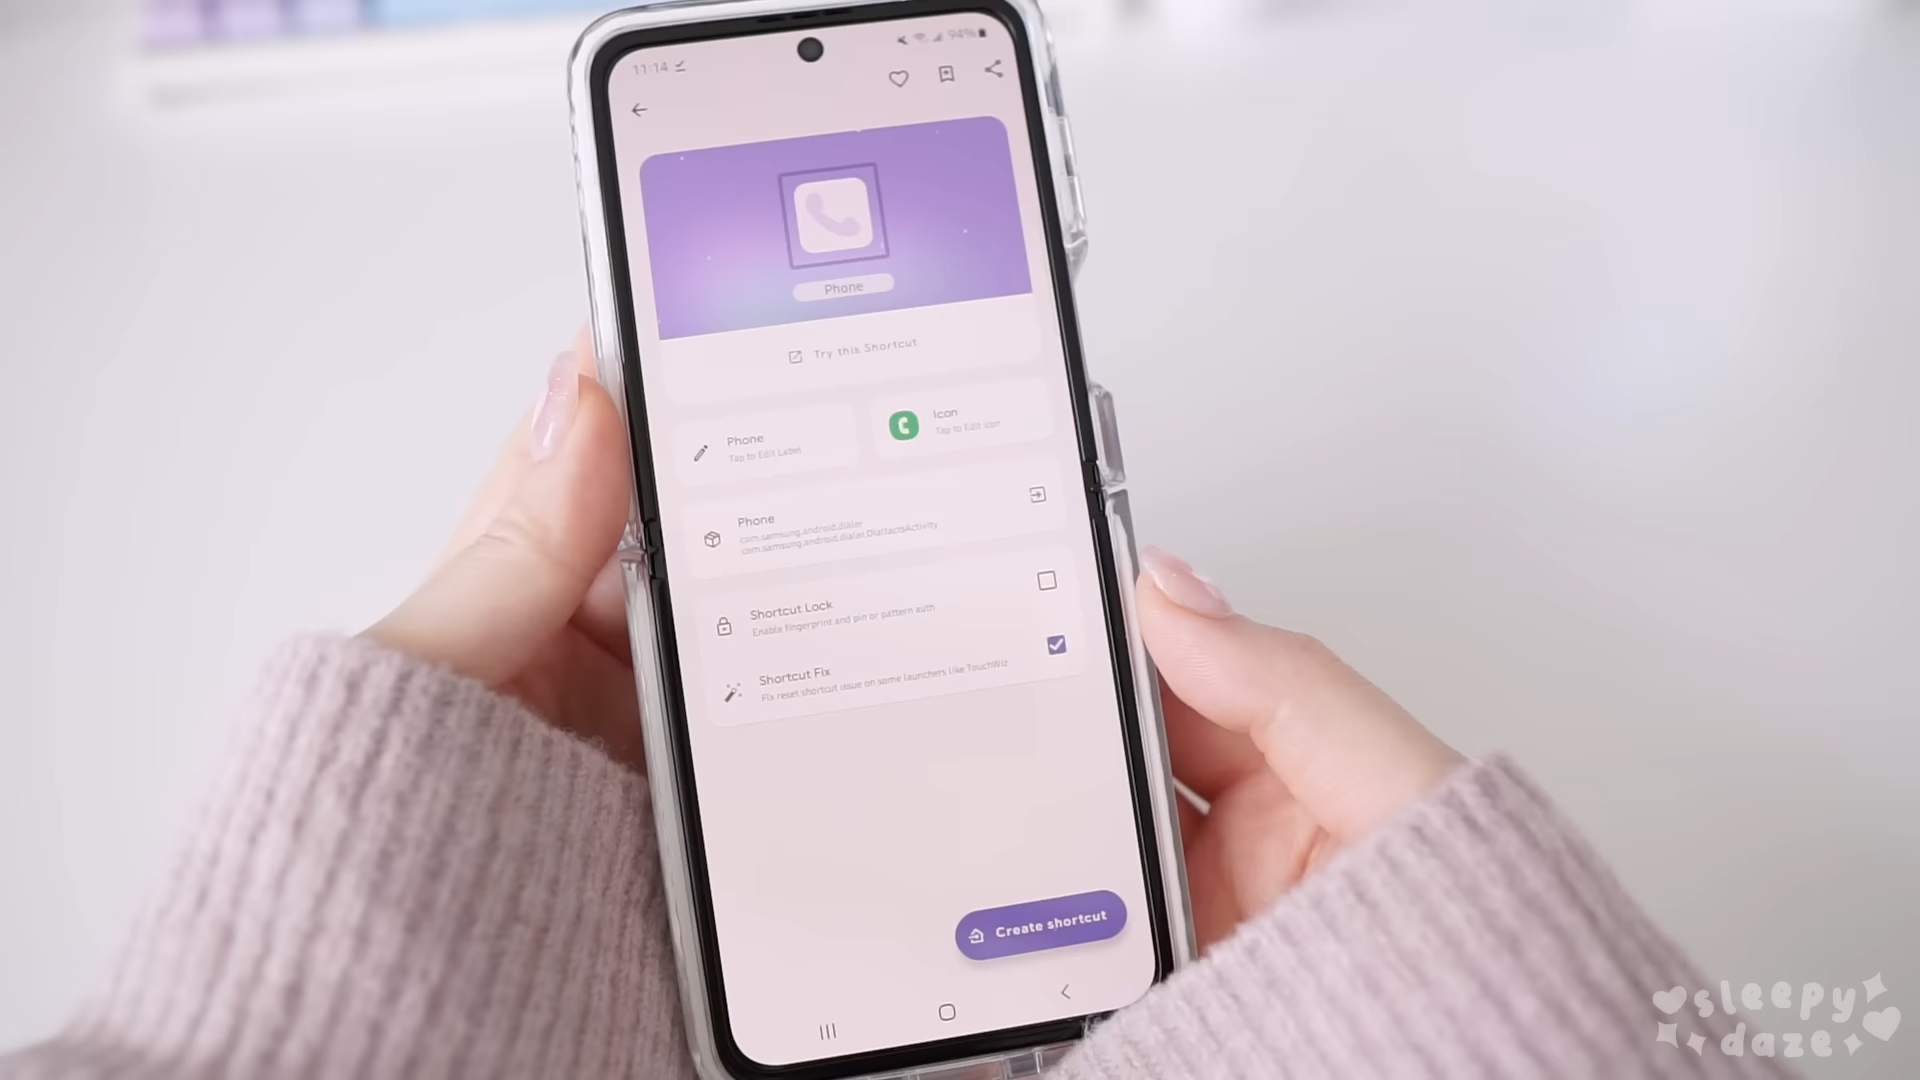 11:14
94%
Phone
Try this Shortcut
Phone
Tap to Edit Label
Icon
Tap to Edit Icon
Phone
com.samsung.android.dialer
com.samsung.android.dialer.DialtactsActivity
Shortcut Lock
Enable fingerprint and pin or pattern auth
Shortcut Fix
Fix reset shortcut issue on some launchers like TouchWiz
Create shortcut
sleepy
daze